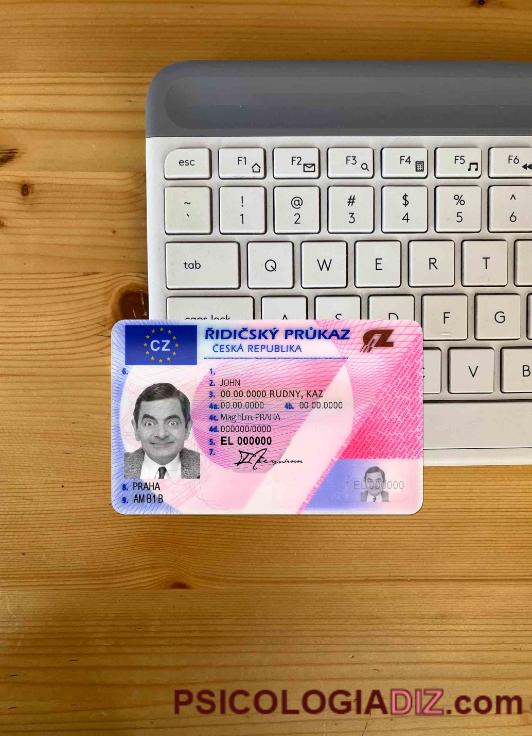 esc F1 F2 F3 F4 F5 F6
~ ! @ # $ % ^
` 1 2 3 4 5 6
tab Q W E R T
caps lock A S D F G
C V B
CZ
ŘIDIČSKÝ PRŮKAZ
ČESKÁ REPUBLIKA
6. 1.
2. JOHN
3. 00.00.0000 RUDNY, KAZ
4a. 00.00.0000 4b. 00.00.0000
4c. Mag hl.m. PRAHA
4d. 000000/0000
5. EL 000000
7.
EL 000000
8. PRAHA
9. AM B1 B
PSICOLOGIADIZ.com